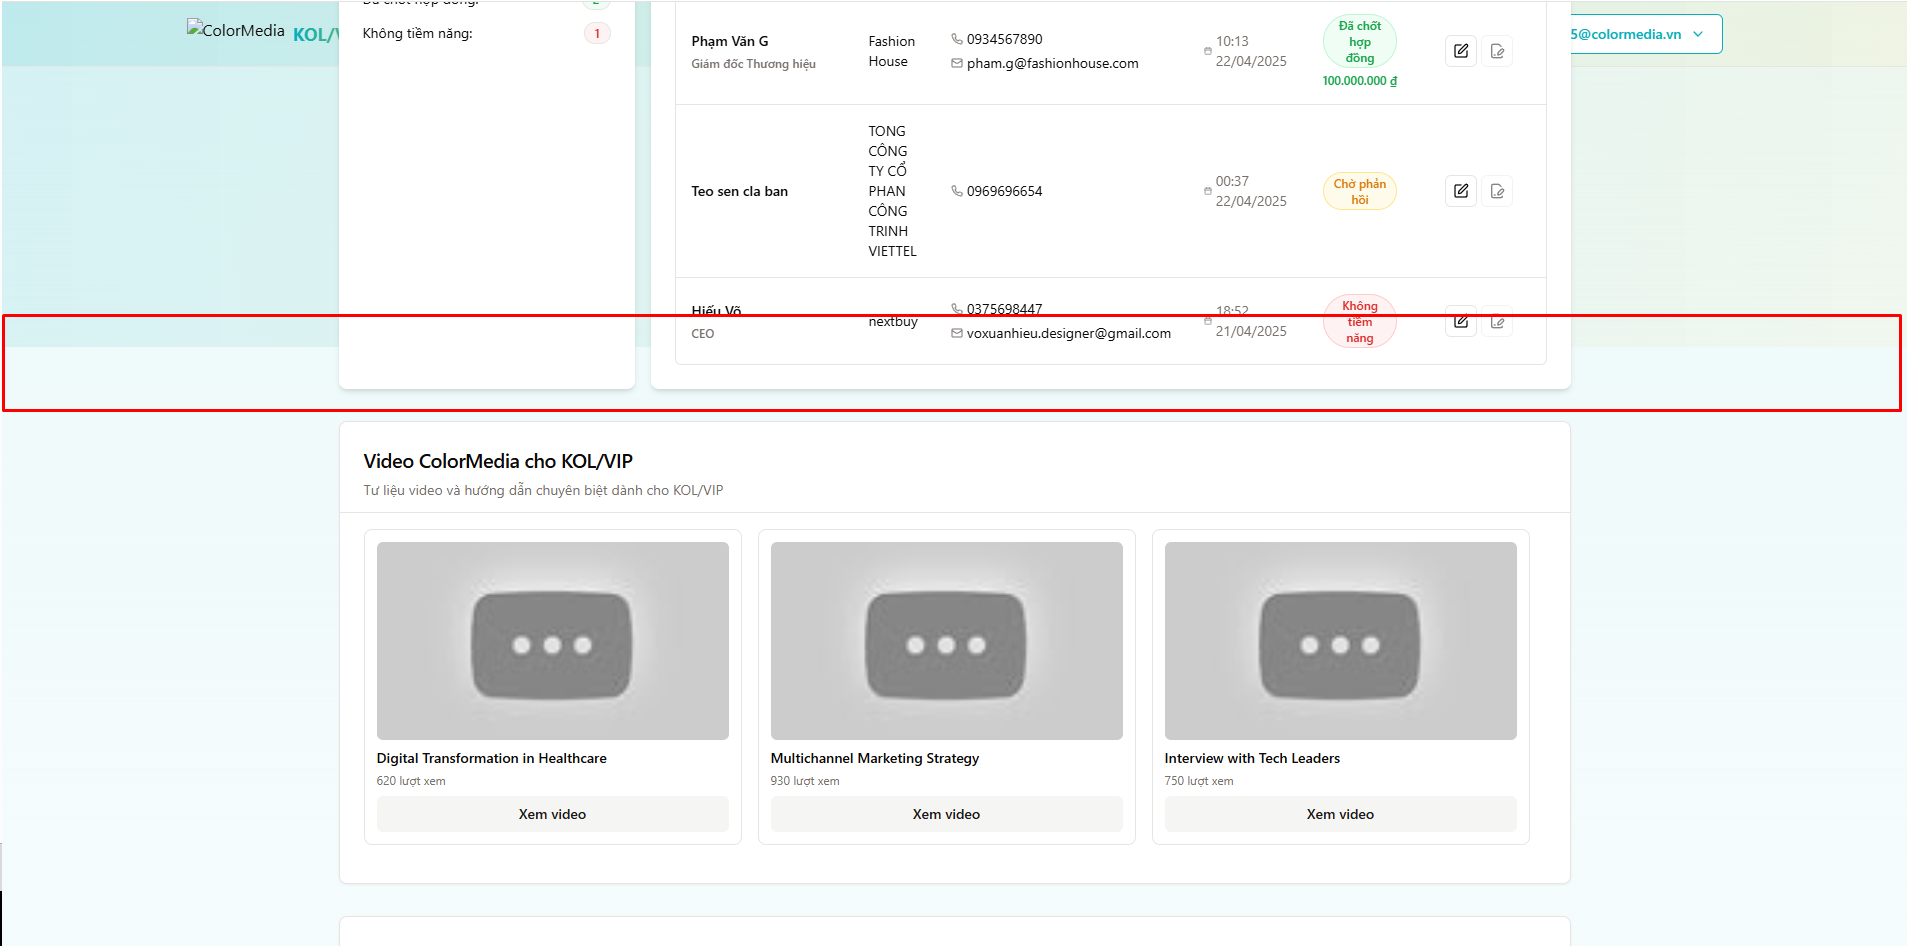 ColorMedia
KOL/V
5@colormedia.vn
Không tiềm năng:
1
Phạm Văn G
Giám đốc Thương hiệu
Fashion
House
0934567890
pham.g@fashionhouse.com
10:13
22/04/2025
Đã chốt
hợp
đồng
100.000.000 ₫
Teo sen cla ban
TONG
CÔNG
TY CỔ
PHAN
CÔNG
TRINH
VIETTEL
0969696654
00:37
22/04/2025
Chờ phản
hồi
Hiếu Võ
CEO
nextbuy
0375698447
voxuanhieu.designer@gmail.com
18:52
21/04/2025
Không
tiềm
năng
Video ColorMedia cho KOL/VIP
Tư liệu video và hướng dẫn chuyên biệt dành cho KOL/VIP
Digital Transformation in Healthcare
620 lượt xem
Xem video
Multichannel Marketing Strategy
930 lượt xem
Xem video
Interview with Tech Leaders
750 lượt xem
Xem video